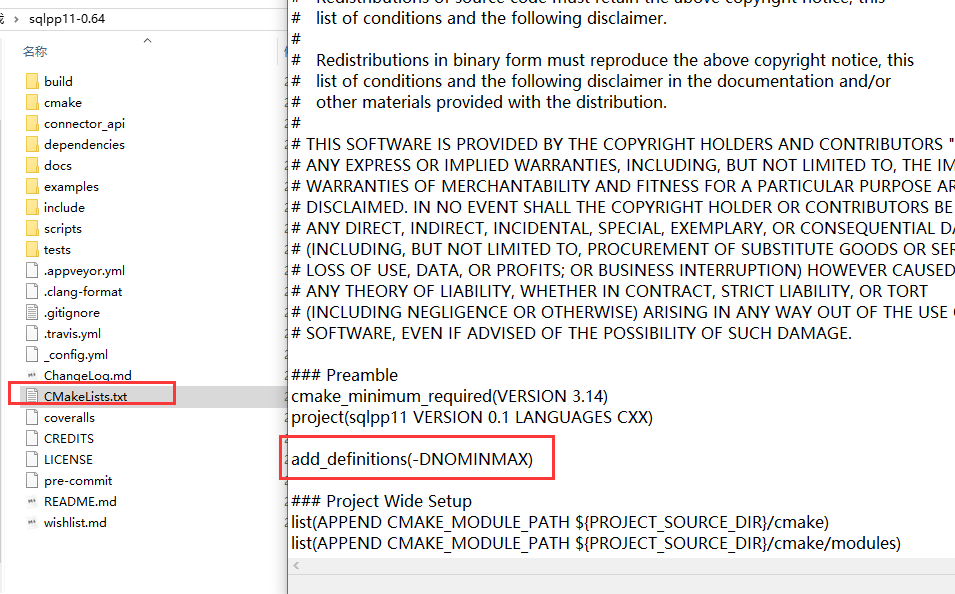 sqlpp11-0.64
名称
build
cmake
connector_api
dependencies
docs
examples
include
scripts
tests
.appveyor.yml
.clang-format
.gitignore
.travis.yml
_config.yml
ChangeLog.md
CMakeLists.txt
coveralls
CREDITS
LICENSE
pre-commit
README.md
wishlist.md
#   Redistributions of source code must retain the above copyright notice, this
#   list of conditions and the following disclaimer.
#
#   Redistributions in binary form must reproduce the above copyright notice, this
#   list of conditions and the following disclaimer in the documentation and/or
#   other materials provided with the distribution.
#
# THIS SOFTWARE IS PROVIDED BY THE COPYRIGHT HOLDERS AND CONTRIBUTORS "
# ANY EXPRESS OR IMPLIED WARRANTIES, INCLUDING, BUT NOT LIMITED TO, THE IM
# WARRANTIES OF MERCHANTABILITY AND FITNESS FOR A PARTICULAR PURPOSE AR
# DISCLAIMED. IN NO EVENT SHALL THE COPYRIGHT HOLDER OR CONTRIBUTORS BE
# ANY DIRECT, INDIRECT, INCIDENTAL, SPECIAL, EXEMPLARY, OR CONSEQUENTIAL DA
# (INCLUDING, BUT NOT LIMITED TO, PROCUREMENT OF SUBSTITUTE GOODS OR SER
# LOSS OF USE, DATA, OR PROFITS; OR BUSINESS INTERRUPTION) HOWEVER CAUSED
# ANY THEORY OF LIABILITY, WHETHER IN CONTRACT, STRICT LIABILITY, OR TORT
# (INCLUDING NEGLIGENCE OR OTHERWISE) ARISING IN ANY WAY OUT OF THE USE
# SOFTWARE, EVEN IF ADVISED OF THE POSSIBILITY OF SUCH DAMAGE.
### Preamble
cmake_minimum_required(VERSION 3.14)
project(sqlpp11 VERSION 0.1 LANGUAGES CXX)
add_definitions(-DNOMINMAX)
### Project Wide Setup
list(APPEND CMAKE_MODULE_PATH ${PROJECT_SOURCE_DIR}/cmake)
list(APPEND CMAKE_MODULE_PATH ${PROJECT_SOURCE_DIR}/cmake/modules)